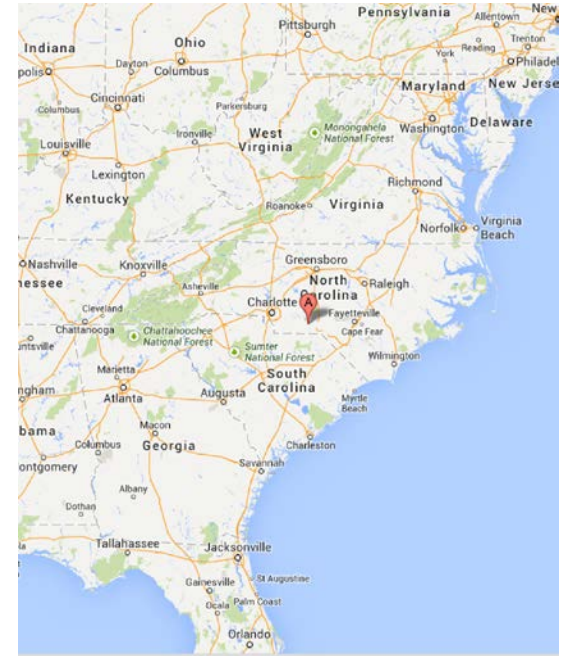 Pennsylvania
Allentown
New
Pittsburgh
Indiana
Ohio
Trenton
York
Reading
Dayton
polis
Columbus
Philadel
Maryland
New Jerse
Cincinnati
Columbus
Parkersburg
Monongahela
National Forest
Washington
Delaware
Ironville
West
Virginia
Louisville
Lexington
Richmond
Kentucky
Roanoke
Virginia
Norfolk
Virginia
Beach
Greensboro
Nashville
Knoxville
North
Carolina
Raleigh
nessee
Asheville
A
Charlotte
Fayetteville
Cleveland
Chattanooga
Chattahoochee
National Forest
Cape Fear
untsville
Sumter
National Forest
Wilmington
Marietta
South
Carolina
ngham
Atlanta
Augusta
Myrtle
Beach
bama
Macon
Columbus
Georgia
Charleston
ontgomery
Savannah
Albany
Dothan
Tallahassee
Jacksonville
Gainesville
St Augustine
Ocala
Palm Coast
Orlando